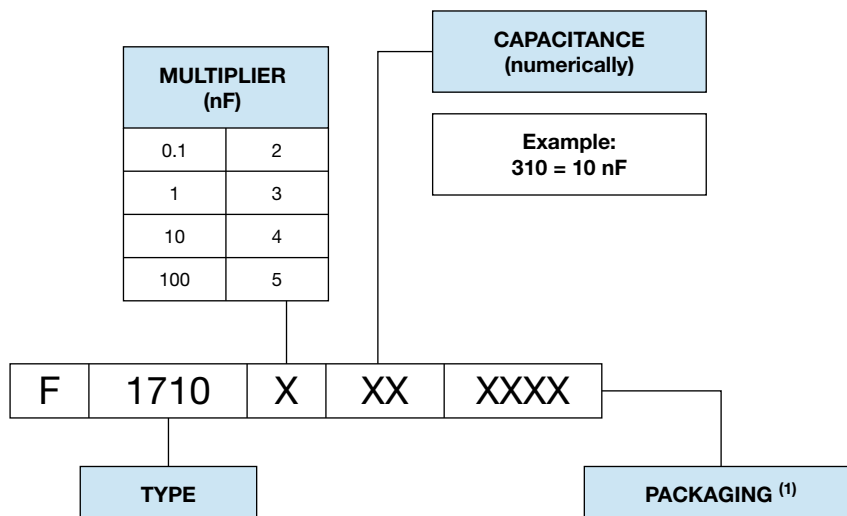 CAPACITANCE
(numerically)
MULTIPLIER
(nF)
Example:
310 = 10 nF
0.1 2
1 3
10 4
100 5
F 1710 X XX XXXX
TYPE PACKAGING (1)